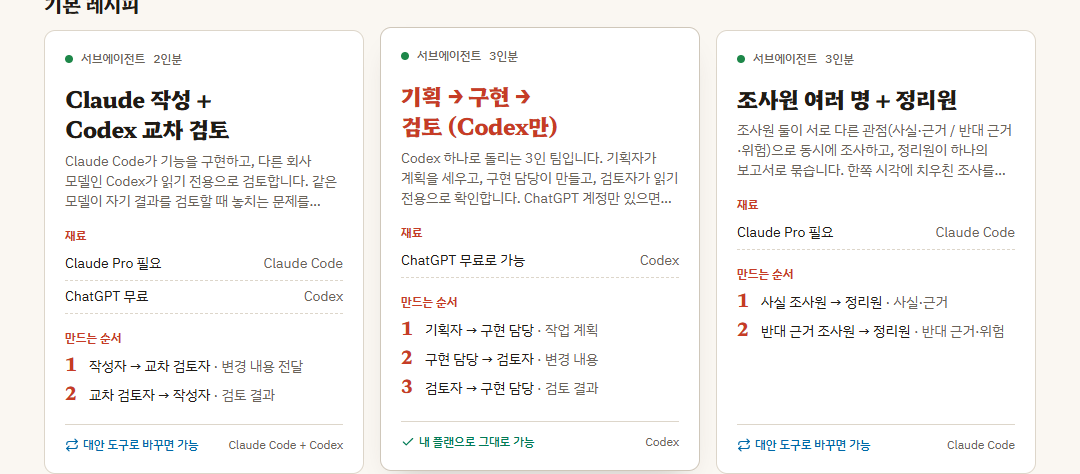 기본 레시피
서브에이전트 2인분
Claude 작성 +
Codex 교차 검토
Claude Code가 기능을 구현하고, 다른 회사
모델인 Codex가 읽기 전용으로 검토합니다. 같은
모델이 자기 결과를 검토할 때 놓치는 문제를...
재료
Claude Pro 필요 Claude Code
ChatGPT 무료 Codex
만드는 순서
1 작성자 → 교차 검토자 · 변경 내용 전달
2 교차 검토자 → 작성자 · 검토 결과
대안 도구로 바꾸면 가능 Claude Code + Codex
서브에이전트 3인분
기획 → 구현 →
검토 (Codex만)
Codex 하나로 돌리는 3인 팀입니다. 기획자가
계획을 세우고, 구현 담당이 만들고, 검토자가 읽기
전용으로 확인합니다. ChatGPT 계정만 있으면...
재료
ChatGPT 무료로 가능 Codex
만드는 순서
1 기획자 → 구현 담당 · 작업 계획
2 구현 담당 → 검토자 · 변경 내용
3 검토자 → 구현 담당 · 검토 결과
내 플랜으로 그대로 가능 Codex
서브에이전트 3인분
조사원 여러 명 + 정리원
조사원 둘이 서로 다른 관점(사실·근거 / 반대 근거
·위험)으로 동시에 조사하고, 정리원이 하나의
보고서로 묶습니다. 한쪽 시각에 치우친 조사를...
재료
Claude Pro 필요 Claude Code
만드는 순서
1 사실 조사원 → 정리원 · 사실·근거
2 반대 근거 조사원 → 정리원 · 반대 근거·위험
대안 도구로 바꾸면 가능 Claude Code